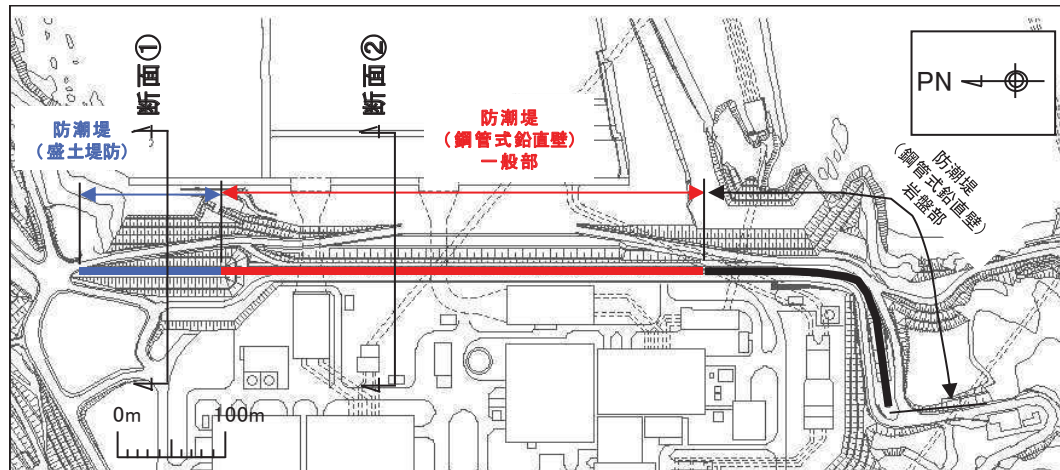 断面①
断面②
防潮堤
（盛土堤防）
防潮堤
（鋼管式鉛直壁）
一般部
PN
防潮堤
（鋼管式鉛直壁）
岩盤部
0m
100m